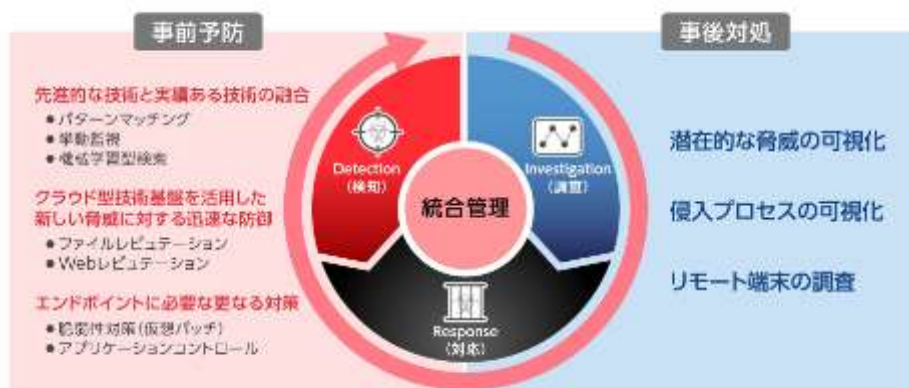 事前予防
先進的な技術と実績ある技術の融合
●パターンマッチング
●挙動監視
●機械学習型検索
クラウド型技術基盤を活用した
新しい脅威に対する迅速な防御
●ファイルレピュテーション
●Webレピュテーション
エンドポイントに必要な更なる対策
●脆弱性対策(仮想パッチ)
●アプリケーションコントロール
Detection
(検知)
Investigation
(調査)
統合管理
Response
(対応)
事後対処
潜在的な脅威の可視化
侵入プロセスの可視化
リモート端末の調査